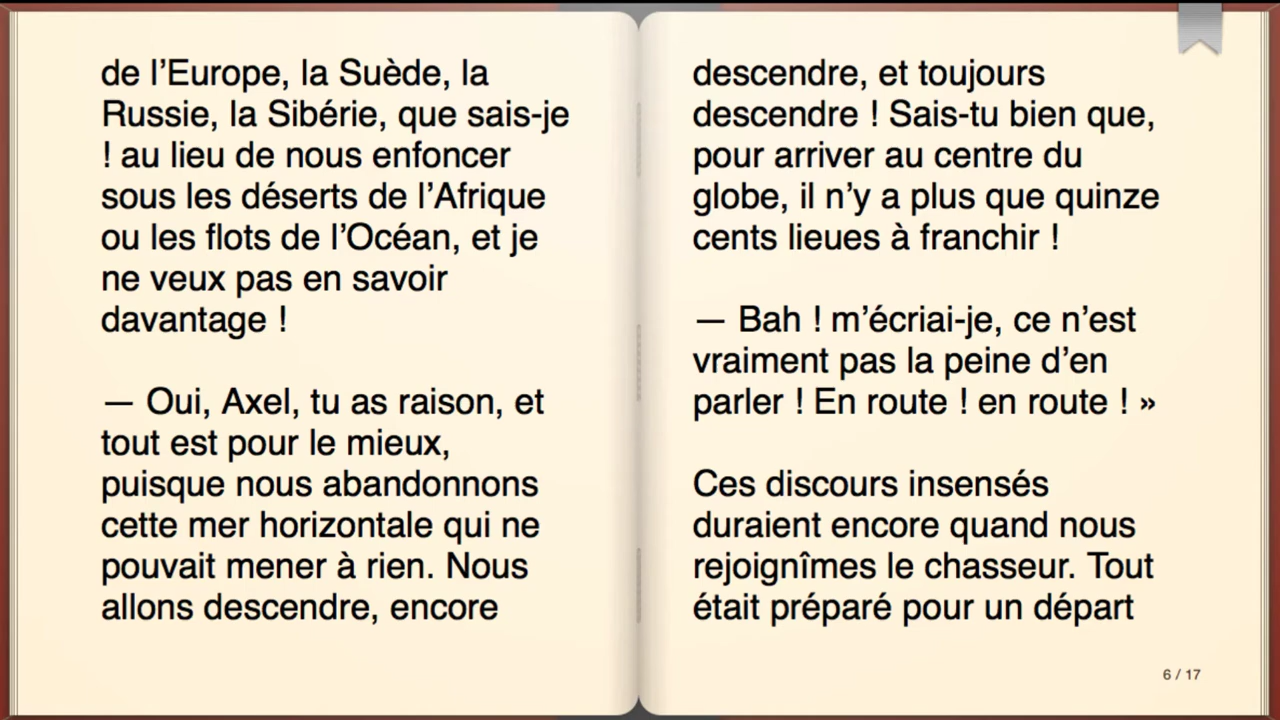 de l’Europe, la Suède, la
Russie, la Sibérie, que sais-je
! au lieu de nous enfoncer
sous les déserts de l’Afrique
ou les flots de l’Océan, et je
ne veux pas en savoir
davantage !
— Oui, Axel, tu as raison, et
tout est pour le mieux,
puisque nous abandonnons
cette mer horizontale qui ne
pouvait mener à rien. Nous
allons descendre, encore
descendre, et toujours
descendre ! Sais-tu bien que,
pour arriver au centre du
globe, il n’y a plus que quinze
cents lieues à franchir !
— Bah ! m’écriai-je, ce n’est
vraiment pas la peine d’en
parler ! En route ! en route ! »
Ces discours insensés
duraient encore quand nous
rejoignîmes le chasseur. Tout
était préparé pour un départ
6 / 17